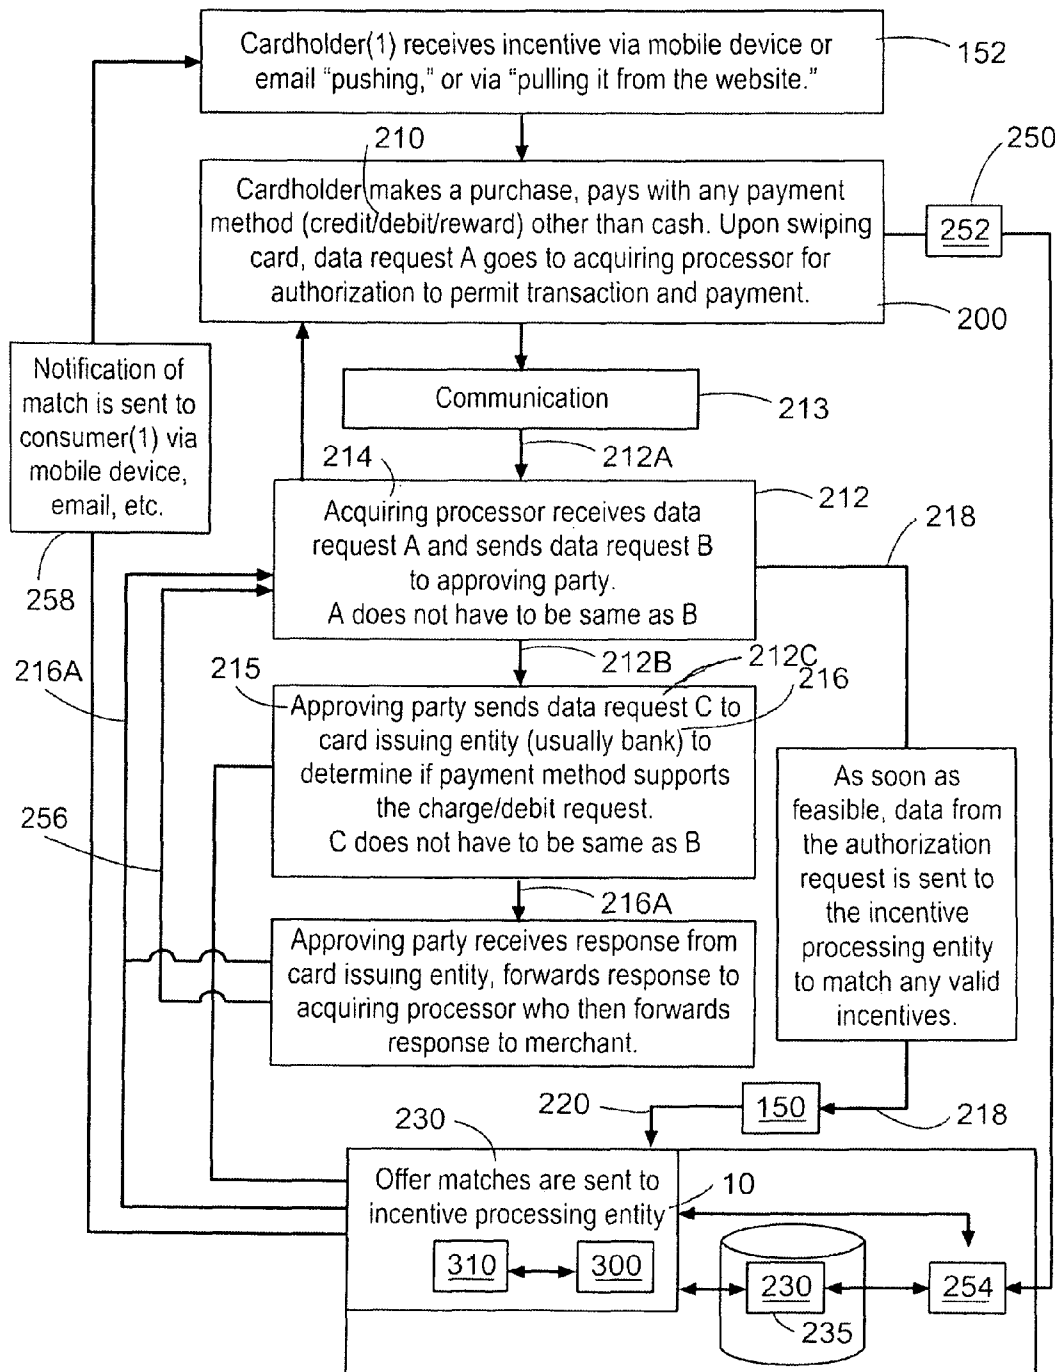 Cardholder(1) receives incentive via mobile device or
email “pushing,” or via “pulling it from the website.”
152
210
250
Cardholder makes a purchase, pays with any payment
method (credit/debit/reward) other than cash. Upon swiping
card, data request A goes to acquiring processor for
authorization to permit transaction and payment.
252
200
Notification of
match is sent to
consumer(1) via
mobile device,
email, etc.
258
Communication
213
212A
214
212
218
Acquiring processor receives data
request A and sends data request B
to approving party.
A does not have to be same as B
216A
212B
212C
215
216
Approving party sends data request C to
card issuing entity (usually bank) to
determine if payment method supports
the charge/debit request.
C does not have to be same as B
256
As soon as
feasible, data from
the authorization
request is sent to
the incentive
processing entity
to match any valid
incentives.
216A
Approving party receives response from
card issuing entity, forwards response to
acquiring processor who then forwards
response to merchant.
220
150
218
230
Offer matches are sent to
incentive processing entity
10
310
300
230
254
235